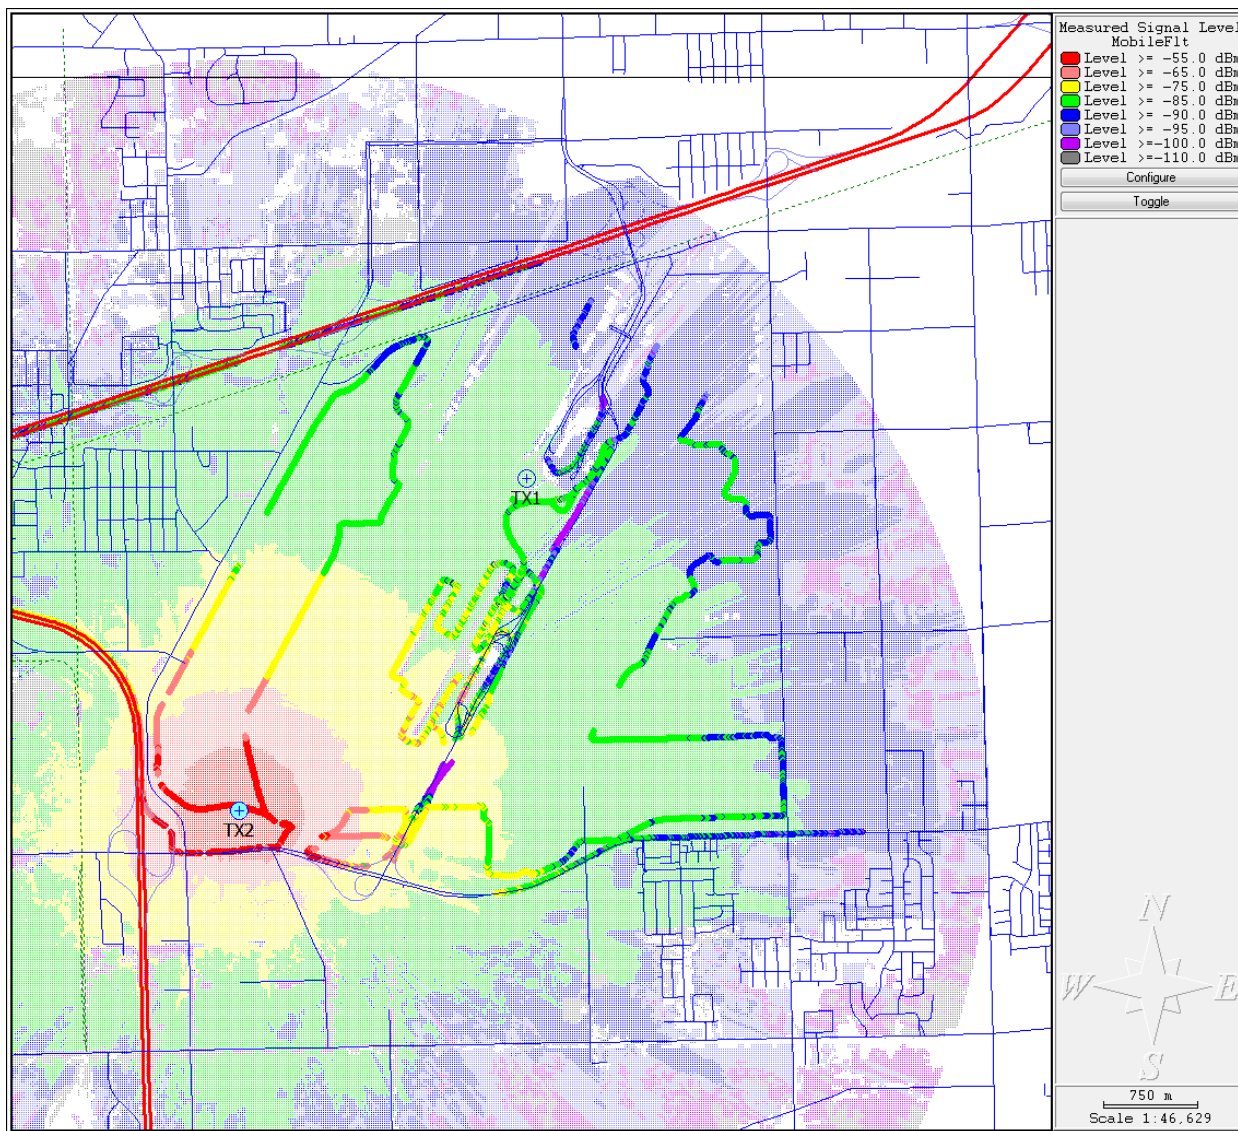 Measured Signal Level
MobileFlt
Level >= -55.0 dBm
Level >= -65.0 dBm
Level >= -75.0 dBm
Level >= -85.0 dBm
Level >= -90.0 dBm
Level >= -95.0 dBm
Level >=-100.0 dBm
Level >=-110.0 dBm
Configure
Toggle
TX1
TX2
N
W E
S
750 m
Scale 1:46,629